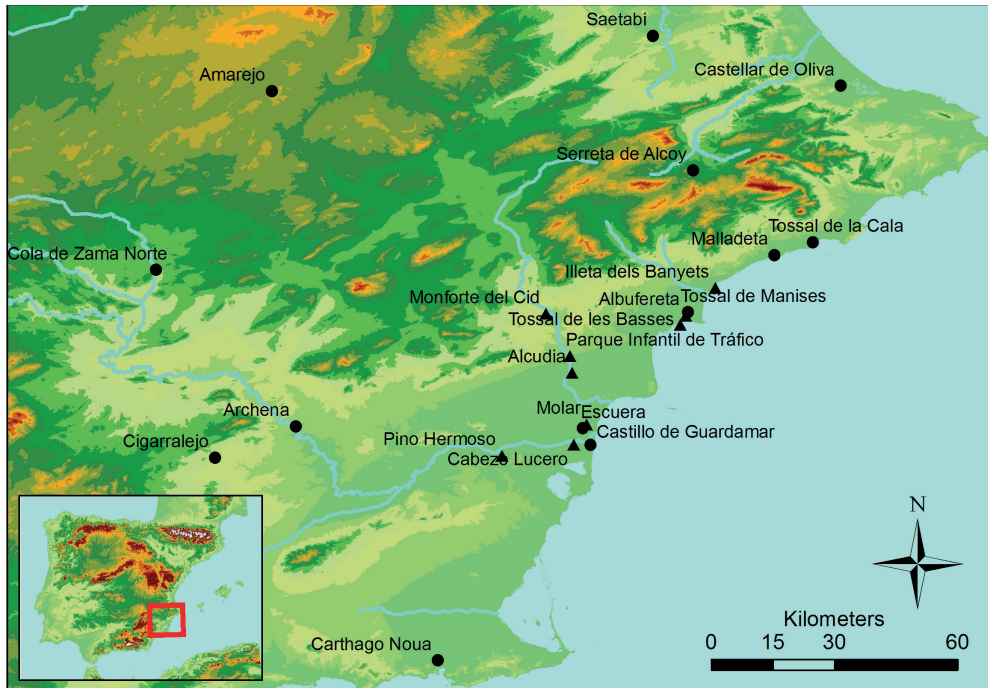 Saetabi
Amarejo
Castellar de Oliva
Serreta de Alcoy
Tossal de la Cala
Malladeta
Cola de Zama Norte
Illeta dels Banyets
Monforte del Cid
Albufereta
Tossal de Manises
Tossal de les Basses
Parque Infantil de Tráfico
Alcudia
Molar
Escuera
Archena
Castillo de Guardamar
Cigarralejo
Pino Hermoso
Cabezo Lucero
N
Kilometers
0 15 30 60
Carthago Noua